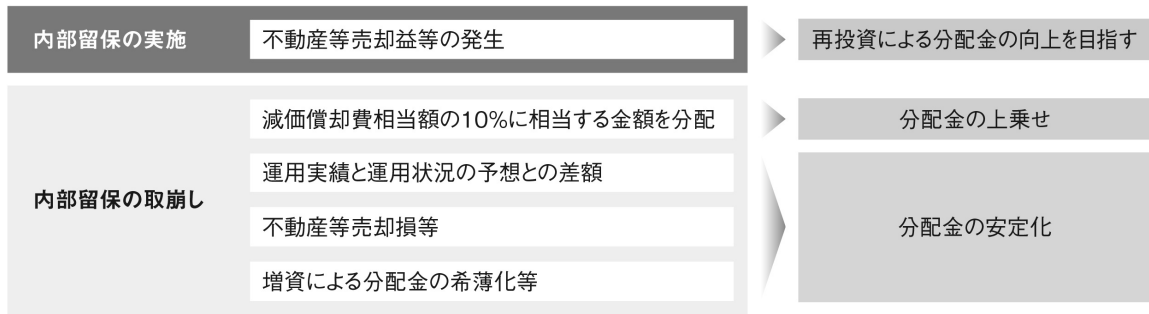 内部留保の実施
不動産等売却益等の発生
再投資による分配金の向上を目指す
内部留保の取崩し
減価償却費相当額の10%に相当する金額を分配
分配金の上乗せ
運用実績と運用状況の予想との差額
不動産等売却損等
増資による分配金の希薄化等
分配金の安定化